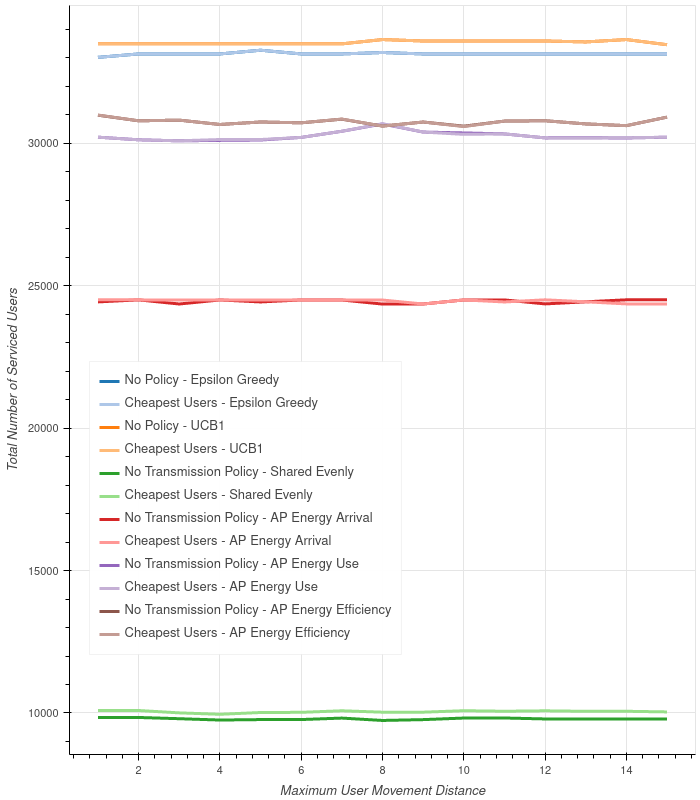 30000
25000
20000
15000
10000
Total Number of Serviced Users
No Policy - Epsilon Greedy
Cheapest Users - Epsilon Greedy
No Policy - UCB1
Cheapest Users - UCB1
No Transmission Policy - Shared Evenly
Cheapest Users - Shared Evenly
No Transmission Policy - AP Energy Arrival
Cheapest Users - AP Energy Arrival
No Transmission Policy - AP Energy Use
Cheapest Users - AP Energy Use
No Transmission Policy - AP Energy Efficiency
Cheapest Users - AP Energy Efficiency
2 4 6 8 10 12 14
Maximum User Movement Distance